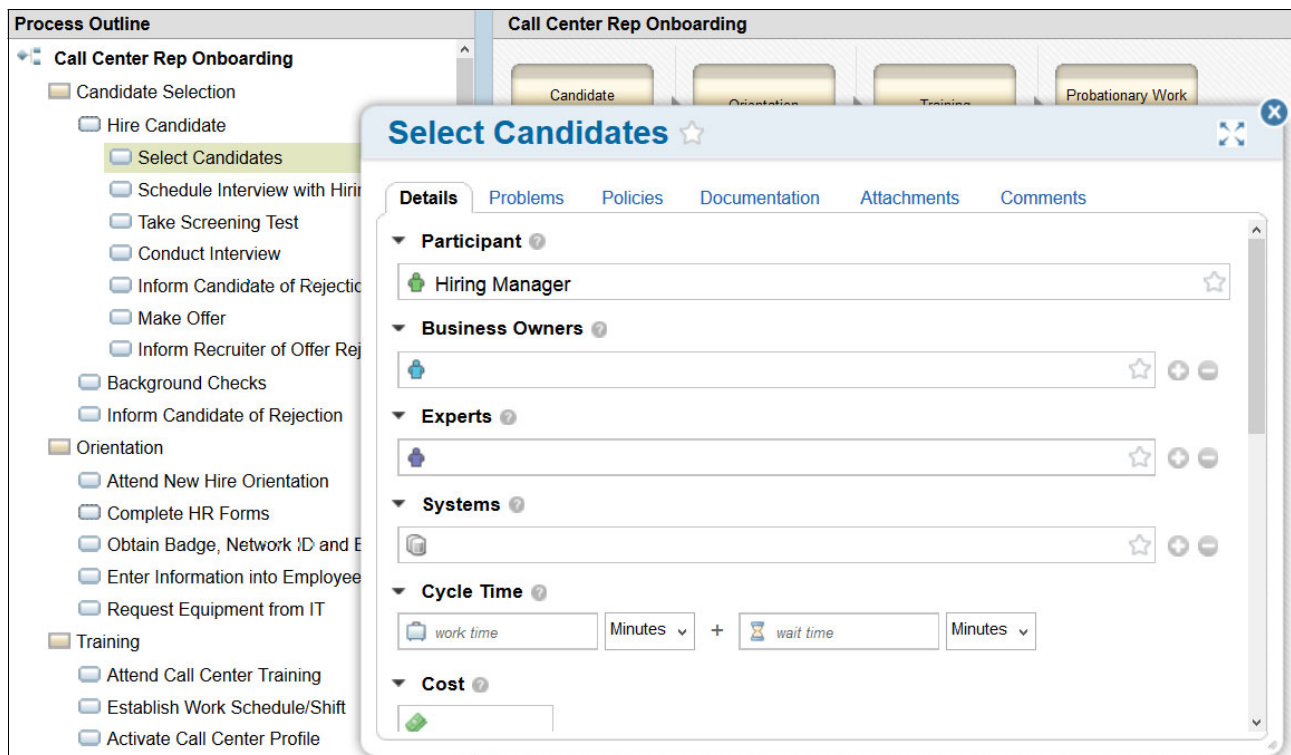 Process Outline
Call Center Rep Onboarding
Candidate Selection
Hire Candidate
Select Candidates
Schedule Interview with Hirin
Take Screening Test
Conduct Interview
Inform Candidate of Rejectio
Make Offer
Inform Recruiter of Offer Rej
Background Checks
Inform Candidate of Rejection
Orientation
Attend New Hire Orientation
Complete HR Forms
Obtain Badge, Network ID and E
Enter Information into Employee
Request Equipment from IT
Training
Attend Call Center Training
Establish Work Schedule/Shift
Activate Call Center Profile
Call Center Rep Onboarding
Candidate
Orientation
Training
Probationary Work
Select Candidates
Details Problems Policies Documentation Attachments Comments
Participant
Hiring Manager
Business Owners
Experts
Systems
Cycle Time
work time Minutes + wait time Minutes
Cost